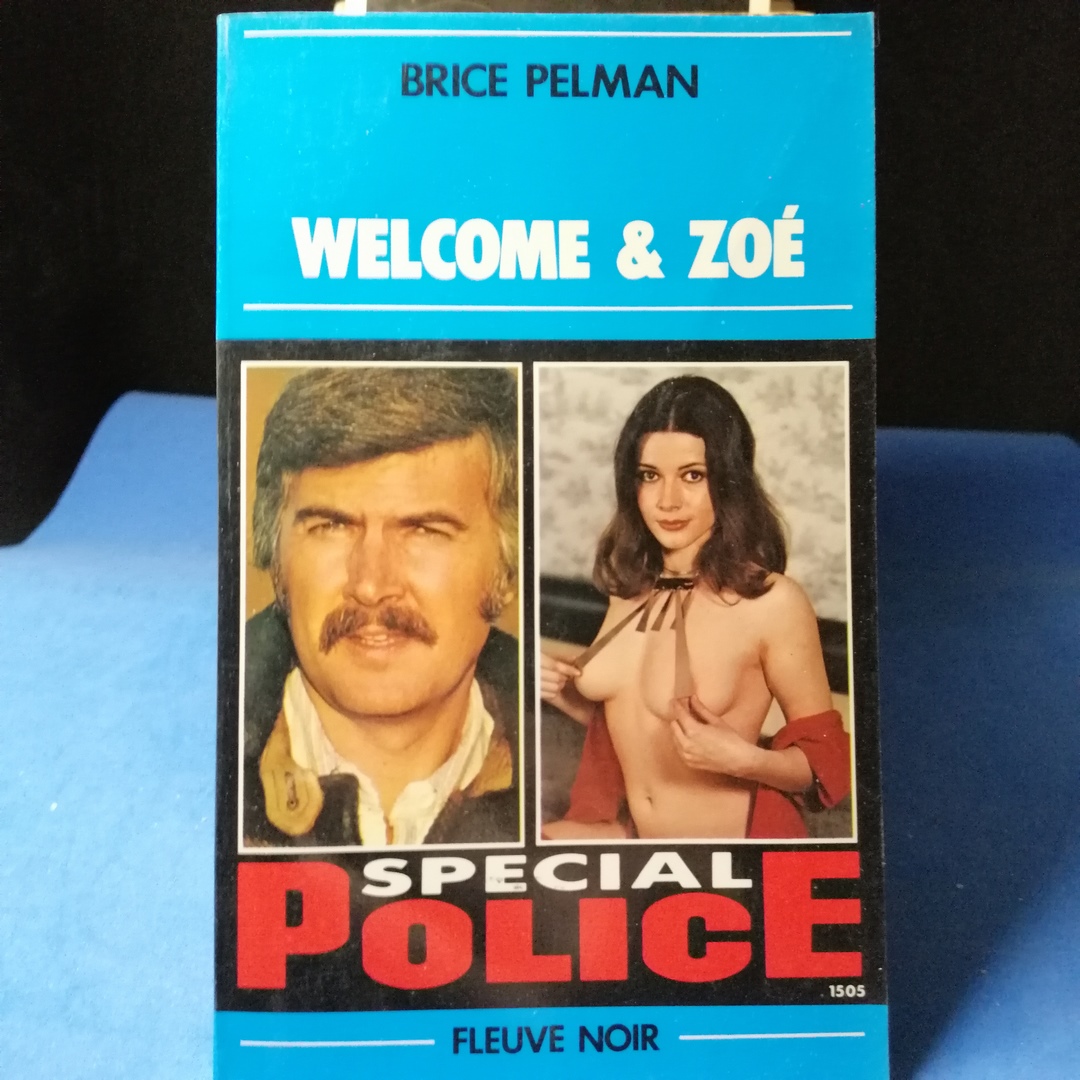 BRICE PELMAN
WELCOME & ZOÉ
SPECIAL
POLICE
1505
FLEUVE NOIR